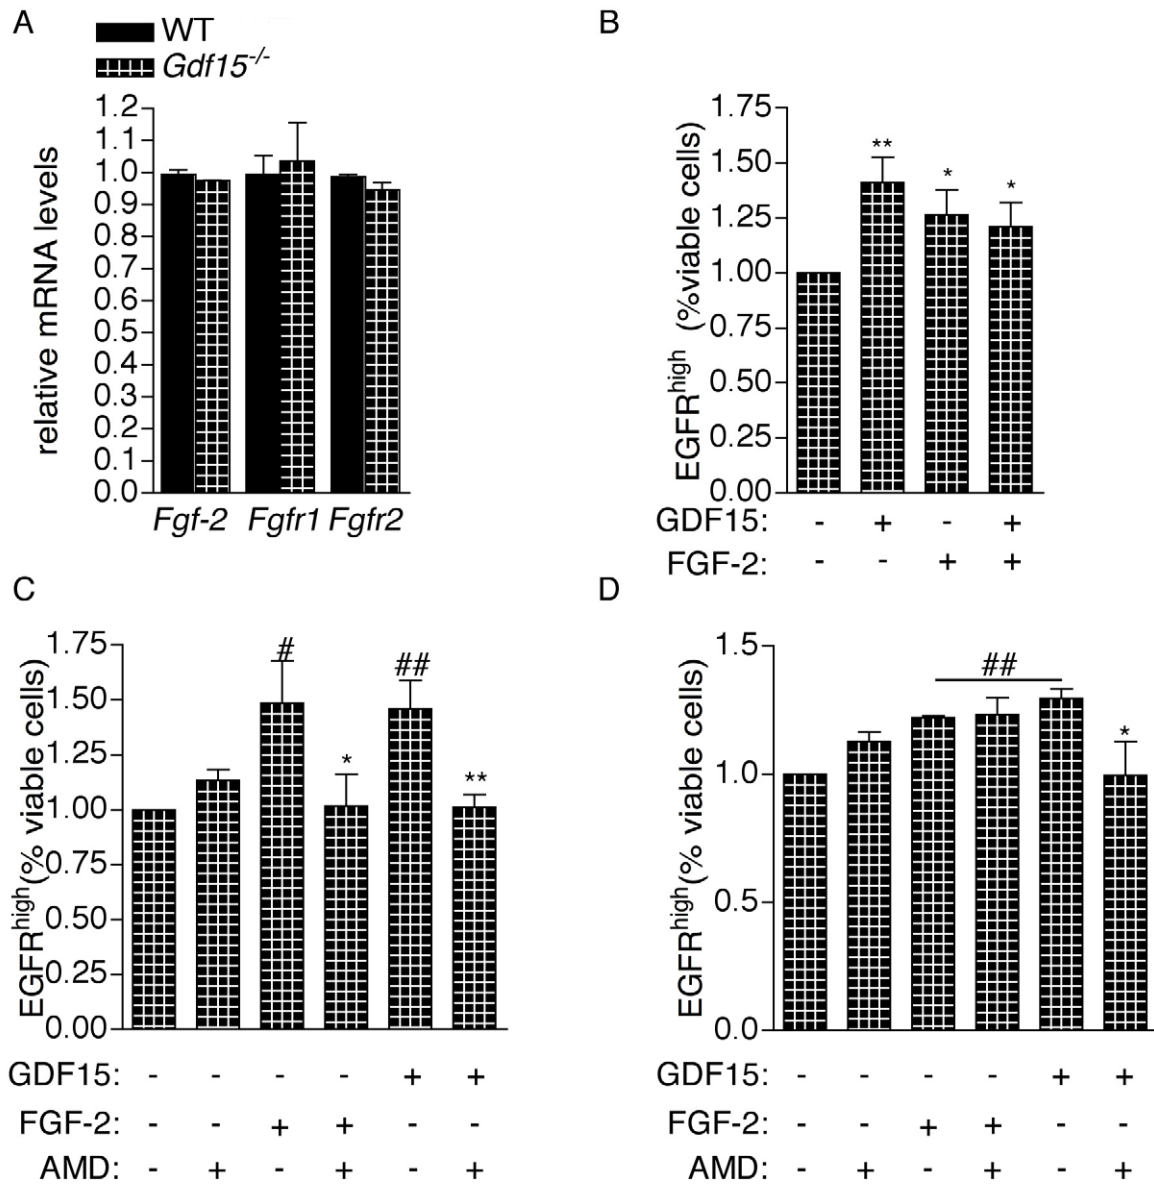 A
WT
Gdf15-/-
relative mRNA levels
1.2
1.1
1.0
0.9
0.8
0.7
0.6
0.5
0.4
0.3
0.2
0.1
0.0
Fgf-2 Fgfr1 Fgfr2
B
EGFRhigh (%viable cells)
1.75
1.50
1.25
1.00
0.75
0.50
0.25
0.00
** * *
GDF15: - + - +
FGF-2: - - + +
C
EGFRhigh(% viable cells)
1.75
1.50
1.25
1.00
0.75
0.50
0.25
0.00
# * ## **
GDF15: - - - - + +
FGF-2: - - + + - -
AMD: - + - + - +
D
EGFRhigh(% viable cells)
1.5
1.0
0.5
0.0
## *
GDF15: - - - - + +
FGF-2: - - + + - -
AMD: - + - + - +